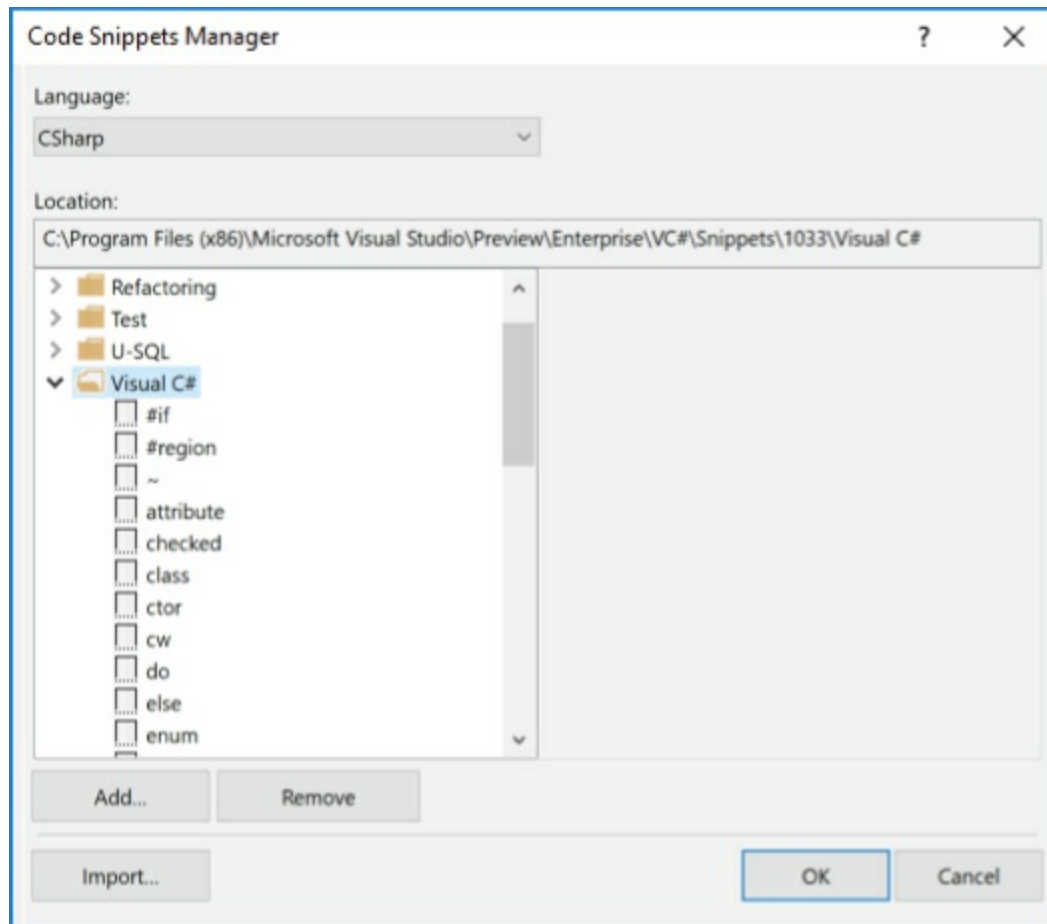 Code Snippets Manager ?
Language:
CSharp
Location:
C:\Program Files (x86)\Microsoft Visual Studio\Preview\Enterprise\VC#\Snippets\1033\Visual C#
Refactoring
Test
U-SQL
Visual C#
#if
#region
~
attribute
checked
class
ctor
cw
do
else
enum
Add... Remove
Import... OK Cancel